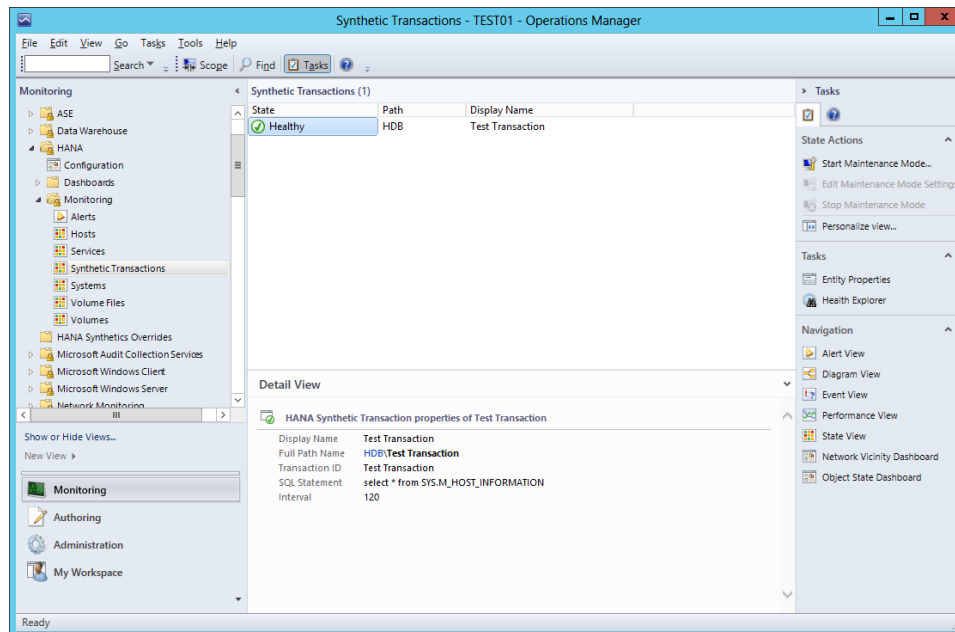 Synthetic Transactions - TEST01 - Operations Manager
File Edit View Go Tasks Tools Help
Search Scope Find Tasks
Monitoring
ASE
Data Warehouse
HANA
Configuration
Dashboards
Monitoring
Alerts
Hosts
Services
Synthetic Transactions
Systems
Volume Files
Volumes
HANA Synthetics Overrides
Microsoft Audit Collection Services
Microsoft Windows Client
Microsoft Windows Server
Network Monitoring
Show or Hide Views...
New View
Monitoring
Authoring
Administration
My Workspace
Synthetic Transactions (1)
State Path Display Name
Healthy HDB Test Transaction
Detail View
HANA Synthetic Transaction properties of Test Transaction
Display Name Test Transaction
Full Path Name HDB\Test Transaction
Transaction ID Test Transaction
SQL Statement select * from SYS.M_HOST_INFORMATION
Interval 120
Tasks
State Actions
Start Maintenance Mode...
Edit Maintenance Mode Setting
Stop Maintenance Mode
Personalize view...
Tasks
Entity Properties
Health Explorer
Navigation
Alert View
Diagram View
Event View
Performance View
State View
Network Vicinity Dashboard
Object State Dashboard
Ready